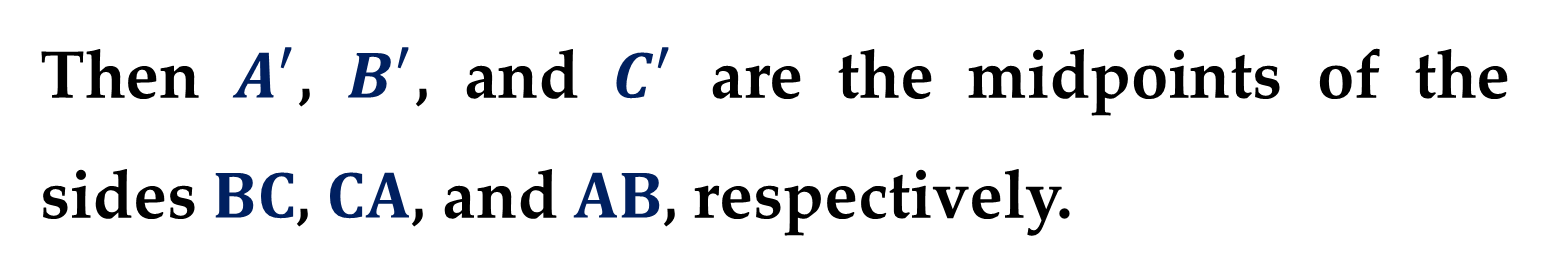 Then A′, B′, and C′ are the midpoints of the
sides BC, CA, and AB, respectively.